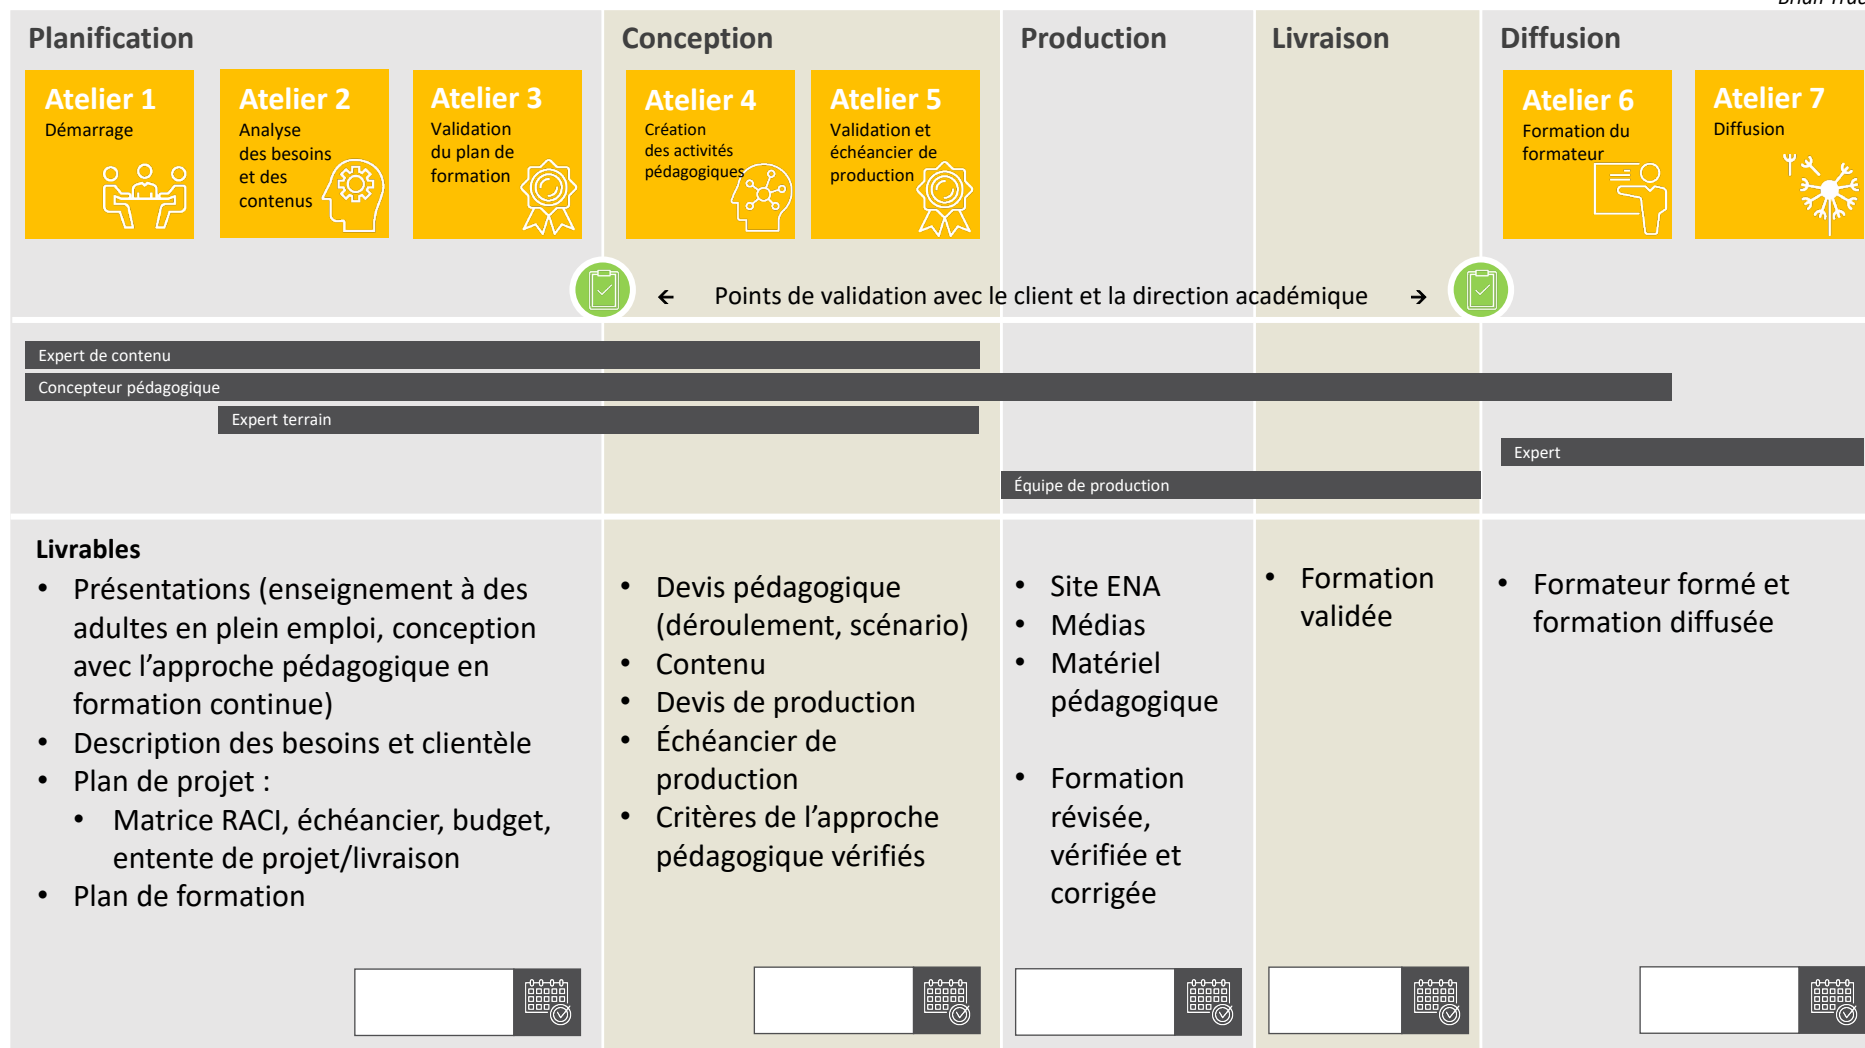 Planification
Conception
Production
Livraison
Diffusion
Atelier 1
Démarrage
Atelier 2
Analyse
des besoins
et des
contenus
Atelier 3
Validation
du plan de
formation
Atelier 4
Création
des activités
pédagogiques
Atelier 5
Validation et
échéancier de
production
Atelier 6
Formation du
formateur
Atelier 7
Diffusion
← Points de validation avec le client et la direction académique →
Expert de contenu
Concepteur pédagogique
Expert terrain
Expert
Équipe de production
Livrables
• Présentations (enseignement à des
adultes en plein emploi, conception
avec l’approche pédagogique en
formation continue)
• Description des besoins et clientèle
• Plan de projet :
• Matrice RACI, échéancier, budget,
entente de projet/livraison
• Plan de formation
• Devis pédagogique
(déroulement, scénario)
• Contenu
• Devis de production
• Échéancier de
production
• Critères de l’approche
pédagogique vérifiés
• Site ENA
• Médias
• Matériel
pédagogique
• Formation
révisée,
vérifiée et
corrigée
• Formation
validée
• Formateur formé et
formation diffusée